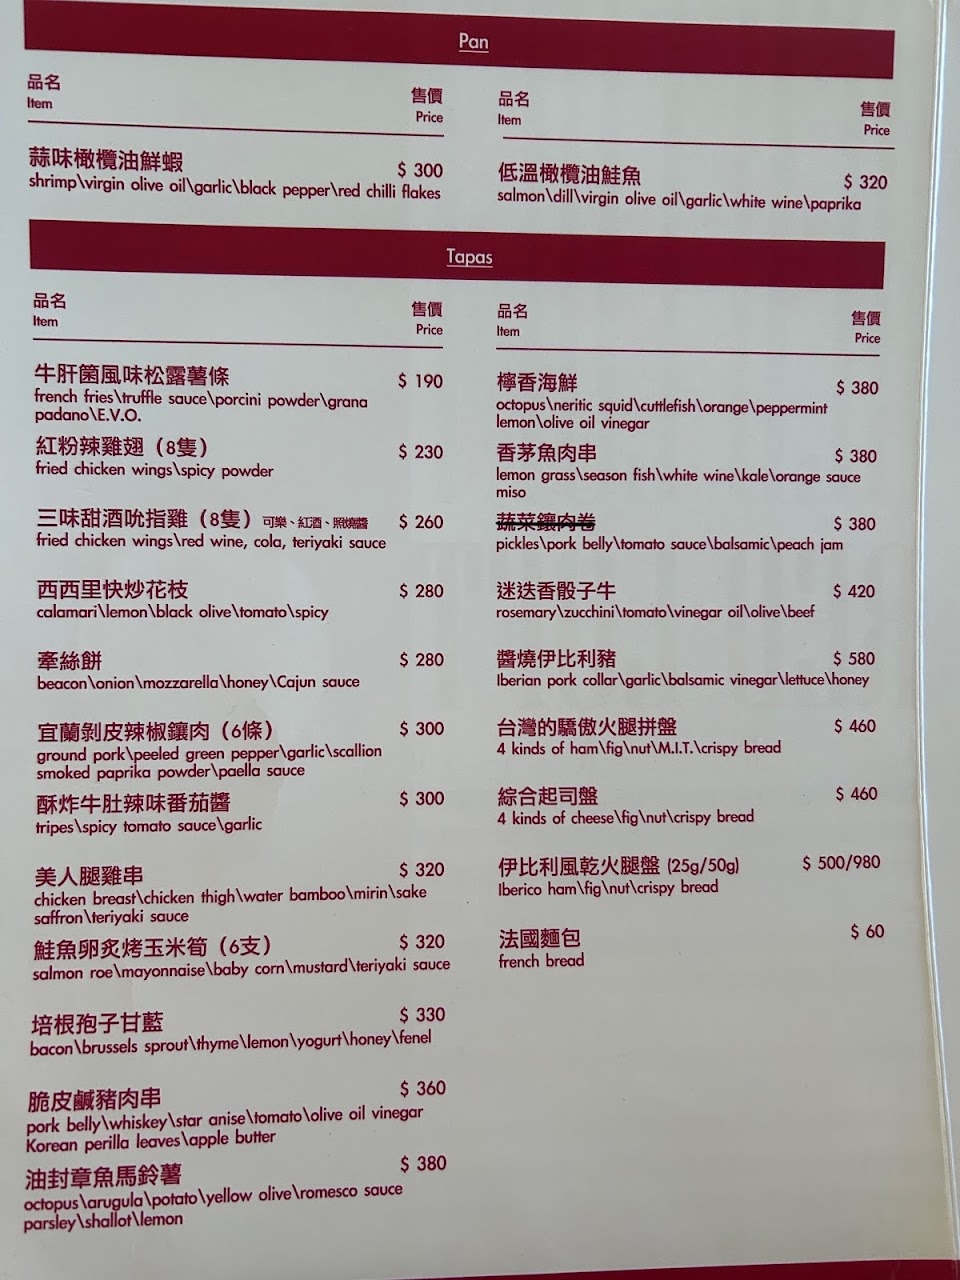 Pan
品名
Item
售價
Price
蒜味橄欖油鮮蝦 $ 300
shrimp\virgin olive oil\garlic\black pepper\red chilli flakes
品名
Item
售價
Price
低溫橄欖油鮭魚 $ 320
salmon\dill\virgin olive oil\garlic\white wine\paprika
Tapas
品名
Item
售價
Price
牛肝菌風味松露薯條 $ 190
french fries\truffle sauce\porcini powder\grana
padano\E.V.O.
紅粉辣雞翅（8隻） $ 230
fried chicken wings\spicy powder
三味甜酒吮指雞（8隻）可樂、紅酒、照燒醬 $ 260
fried chicken wings\red wine, cola, teriyaki sauce
西西里快炒花枝 $ 280
calamari\lemon\black olive\tomato\spicy
牽絲餅 $ 280
beacon\onion\mozzarella\honey\Cajun sauce
宜蘭剝皮辣椒鑲肉（6條） $ 300
ground pork\peeled green pepper\garlic\scallion
smoked paprika powder\paella sauce
酥炸牛肚辣味番茄醬 $ 300
tripes\spicy tomato sauce\garlic
美人腿雞串 $ 320
chicken breast\chicken thigh\water bamboo\mirin\sake
saffron\teriyaki sauce
鮭魚卵炙烤玉米筍（6支） $ 320
salmon roe\mayonnaise\baby corn\mustard\teriyaki sauce
培根孢子甘藍 $ 330
bacon\brussels sprout\thyme\lemon\yogurt\honey\fenel
脆皮鹹豬肉串 $ 360
pork belly\whiskey\star anise\tomato\olive oil vinegar
Korean perilla leaves\apple butter
油封章魚馬鈴薯 $ 380
octopus\arugula\potato\yellow olive\romesco sauce
parsley\shallot\lemon
品名
Item
售價
Price
檸香海鮮 $ 380
octopus\neritic squid\cuttlefish\orange\peppermint
lemon\olive oil vinegar
香茅魚肉串 $ 380
lemon grass\season fish\white wine\kale\orange sauce
miso
蔬菜鑲肉卷 $ 380
pickles\pork belly\tomato sauce\balsamic\peach jam
迷迭香骰子牛 $ 420
rosemary\zucchini\tomato\vinegar oil\olive\beef
醬燒伊比利豬 $ 580
Iberian pork collar\garlic\balsamic vinegar\lettuce\honey
台灣的驕傲火腿拼盤 $ 460
4 kinds of ham\fig\nut\M.I.T.\crispy bread
綜合起司盤 $ 460
4 kinds of cheese\fig\nut\crispy bread
伊比利風乾火腿盤 (25g/50g) $ 500/980
Iberico ham\fig\nut\crispy bread
法國麵包 $ 60
french bread